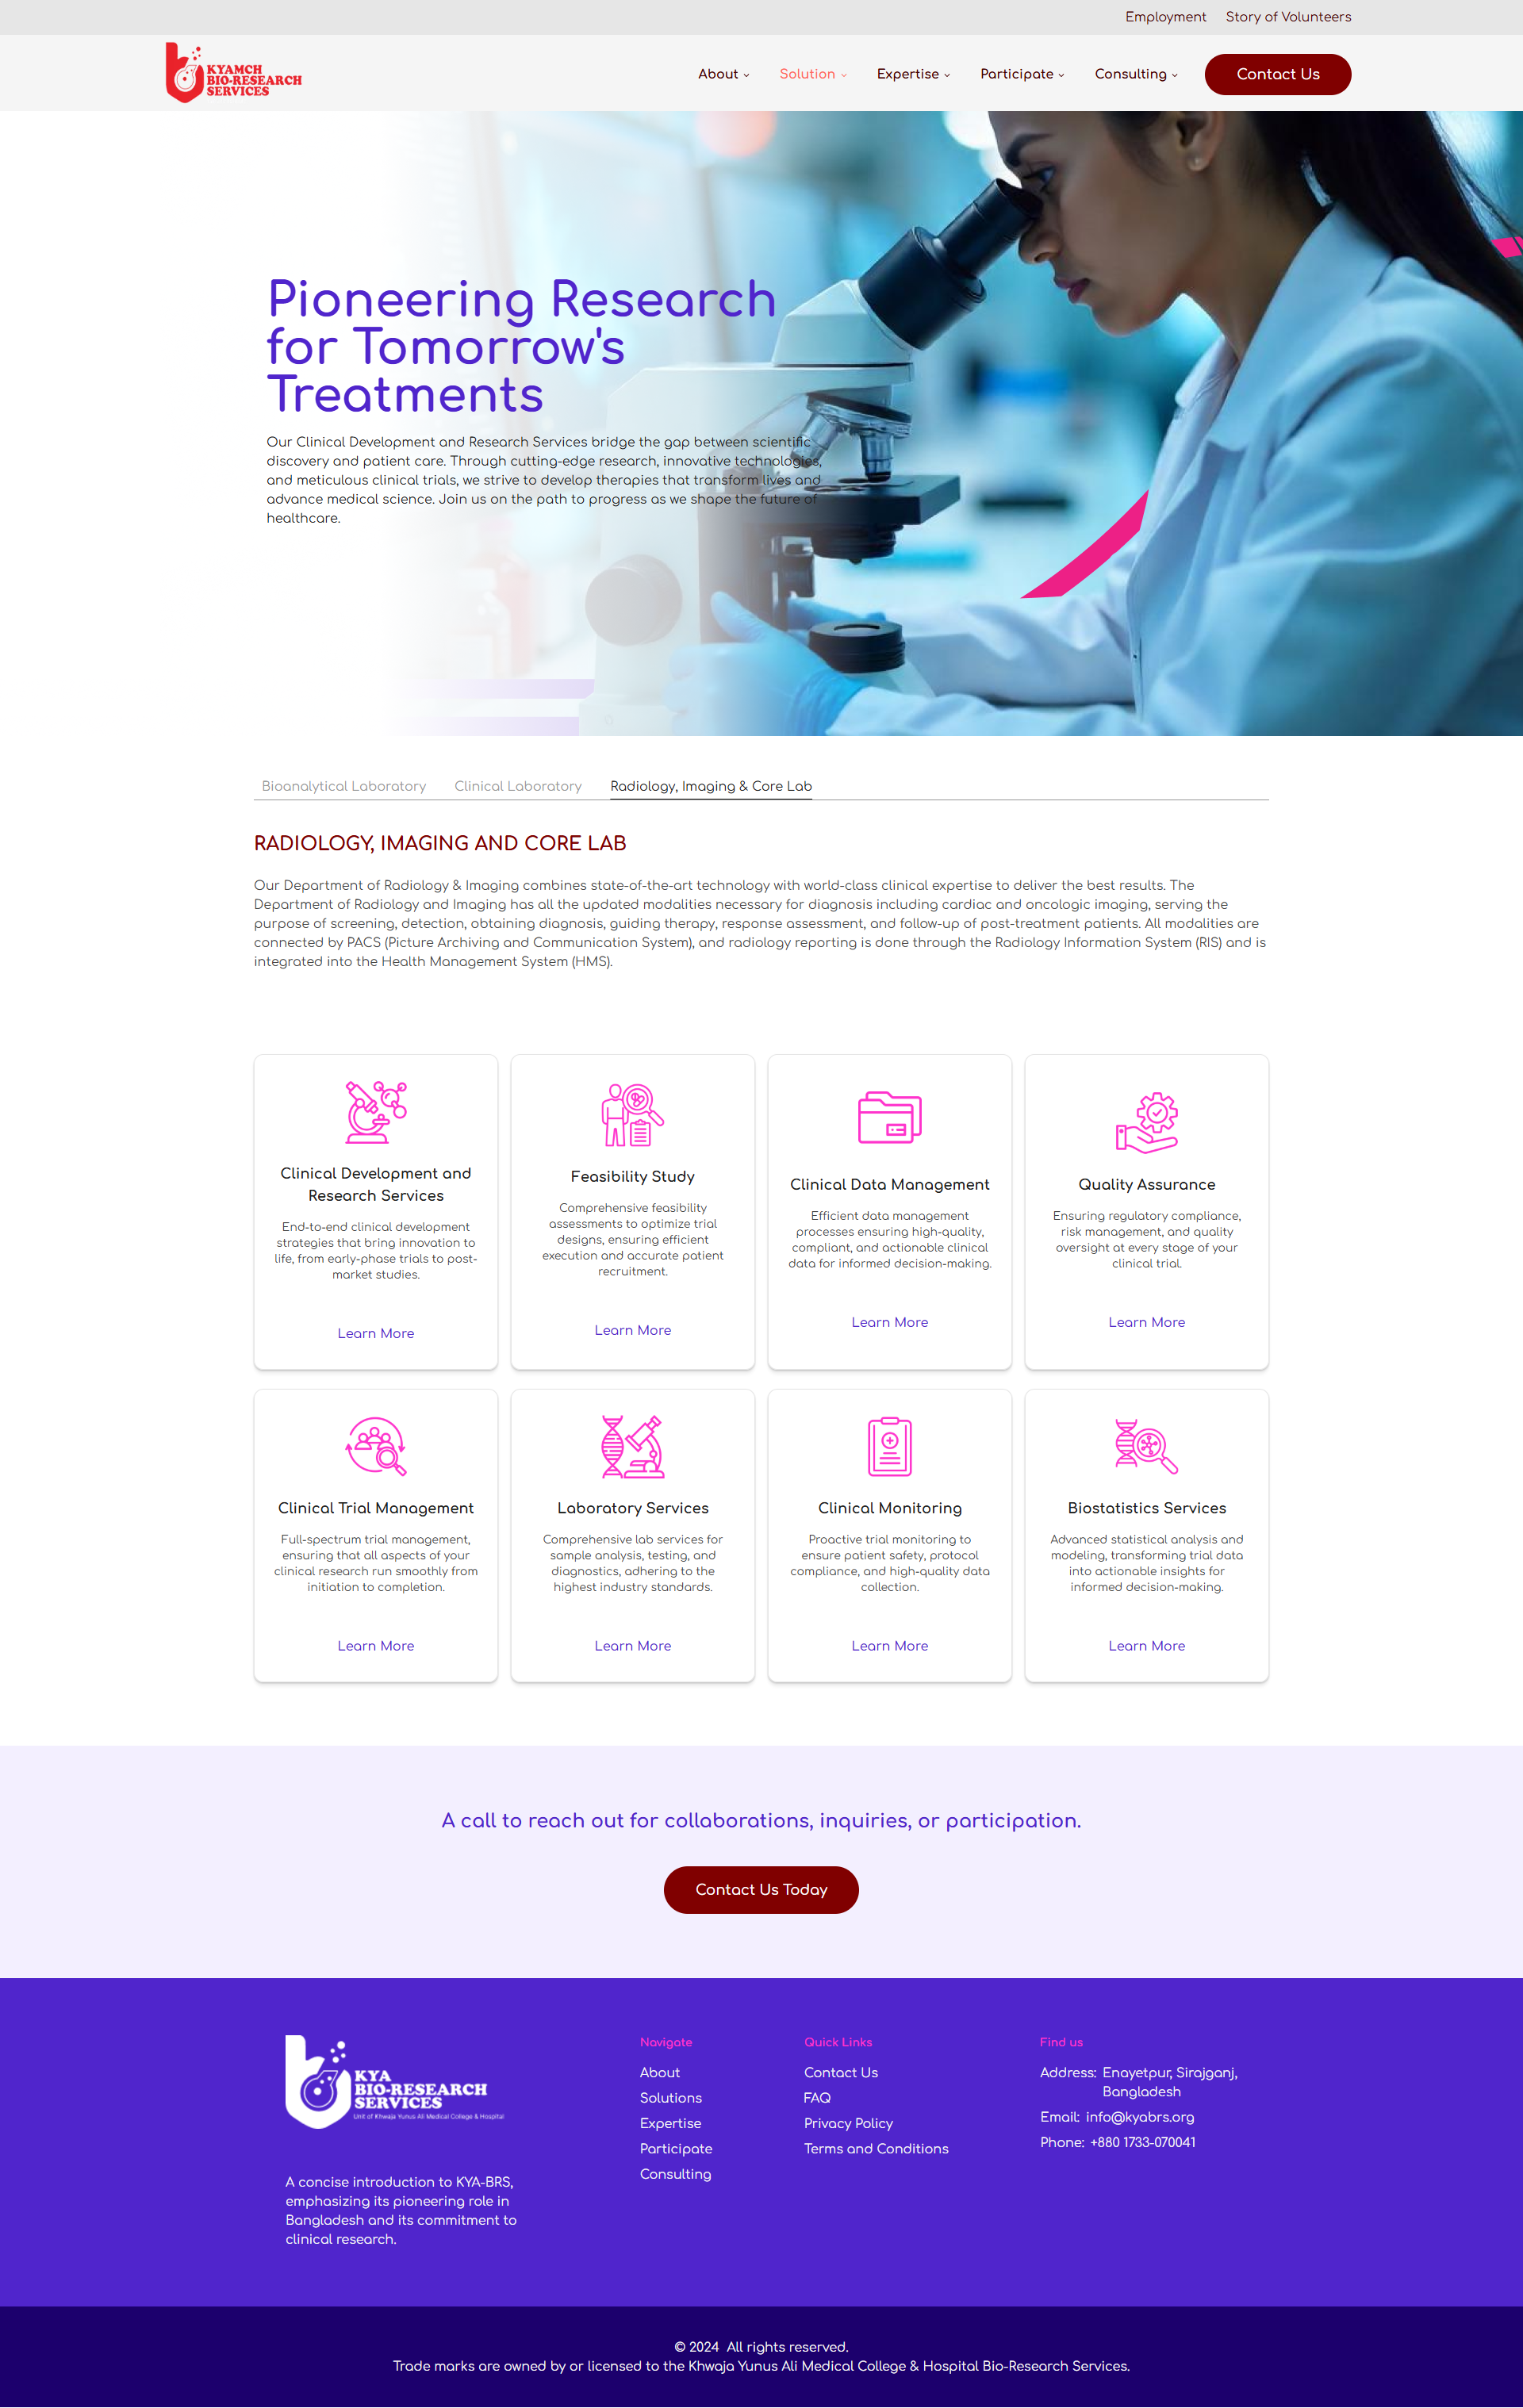 Employment Story of Volunteers
KYAMCH
BIO-RESEARCH
SERVICES
About Solution Expertise Participate Consulting Contact Us
Pioneering Research
for Tomorrow's
Treatments
Our Clinical Development and Research Services bridge the gap between scientific
discovery and patient care. Through cutting-edge research, innovative technologies,
and meticulous clinical trials, we strive to develop therapies that transform lives and
advance medical science. Join us on the path to progress as we shape the future of
healthcare.
Bioanalytical Laboratory Clinical Laboratory Radiology, Imaging & Core Lab
RADIOLOGY, IMAGING AND CORE LAB
Our Department of Radiology & Imaging combines state-of-the-art technology with world-class clinical expertise to deliver the best results. The
Department of Radiology and Imaging has all the updated modalities necessary for diagnosis including cardiac and oncologic imaging, serving the
purpose of screening, detection, obtaining diagnosis, guiding therapy, response assessment, and follow-up of post-treatment patients. All modalities are
connected by PACS (Picture Archiving and Communication System), and radiology reporting is done through the Radiology Information System (RIS) and is
integrated into the Health Management System (HMS).
Clinical Development and
Research Services
End-to-end clinical development
strategies that bring innovation to
life, from early-phase trials to post-
market studies.
Learn More
Feasibility Study
Comprehensive feasibility
assessments to optimize trial
designs, ensuring efficient
execution and accurate patient
recruitment.
Learn More
Clinical Data Management
Efficient data management
processes ensuring high-quality,
compliant, and actionable clinical
data for informed decision-making.
Learn More
Quality Assurance
Ensuring regulatory compliance,
risk management, and quality
oversight at every stage of your
clinical trial.
Learn More
Clinical Trial Management
Full-spectrum trial management,
ensuring that all aspects of your
clinical research run smoothly from
initiation to completion.
Learn More
Laboratory Services
Comprehensive lab services for
sample analysis, testing, and
diagnostics, adhering to the
highest industry standards.
Learn More
Clinical Monitoring
Proactive trial monitoring to
ensure patient safety, protocol
compliance, and high-quality data
collection.
Learn More
Biostatistics Services
Advanced statistical analysis and
modeling, transforming trial data
into actionable insights for
informed decision-making.
Learn More
A call to reach out for collaborations, inquiries, or participation.
Contact Us Today
KYA
BIO-RESEARCH
SERVICES
Unit of Khwaja Yunus Ali Medical College & Hospital
A concise introduction to KYA-BRS,
emphasizing its pioneering role in
Bangladesh and its commitment to
clinical research.
Navigate
About
Solutions
Expertise
Participate
Consulting
Quick Links
Contact Us
FAQ
Privacy Policy
Terms and Conditions
Find us
Address: Enayetpur, Sirajganj,
Bangladesh
Email: info@kyabrs.org
Phone: +880 1733-070041
© 2024 All rights reserved.
Trade marks are owned by or licensed to the Khwaja Yunus Ali Medical College & Hospital Bio-Research Services.